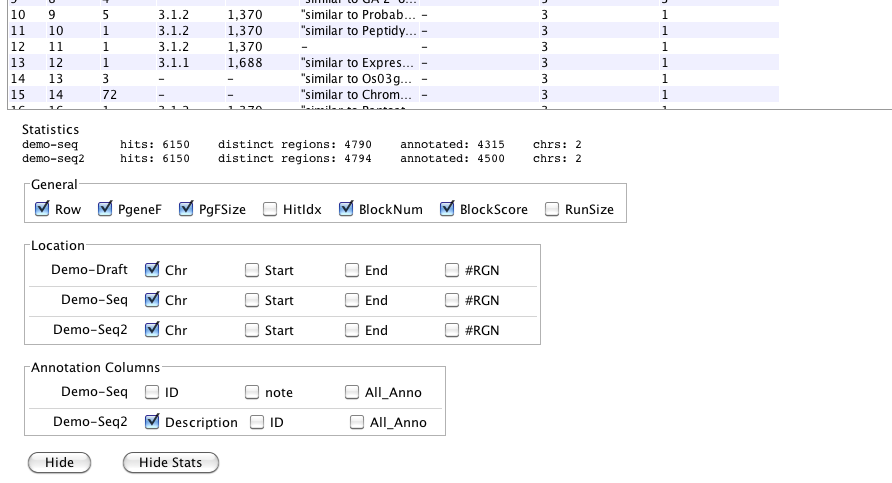 10 9 5 3.1.2 1,370 "similar to Probab... – 3 1
11 10 1 3.1.2 1,370 "similar to Peptidy... – 3 1
12 11 1 3.1.2 1,370 – 3 1
13 12 1 3.1.1 1,688 "similar to Expres... – 3 1
14 13 3 – – "similar to Os03g... – 3 1
15 14 72 – – "similar to Chrom... – 3 1
Statistics
demo-seq hits: 6150 distinct regions: 4790 annotated: 4315 chrs: 2
demo-seq2 hits: 6150 distinct regions: 4794 annotated: 4500 chrs: 2
General
Row PgeneF PgFSize HitIdx BlockNum BlockScore RunSize
Location
Demo-Draft Chr Start End #RGN
Demo-Seq Chr Start End #RGN
Demo-Seq2 Chr Start End #RGN
Annotation Columns
Demo-Seq ID note All_Anno
Demo-Seq2 Description ID All_Anno
Hide Hide Stats